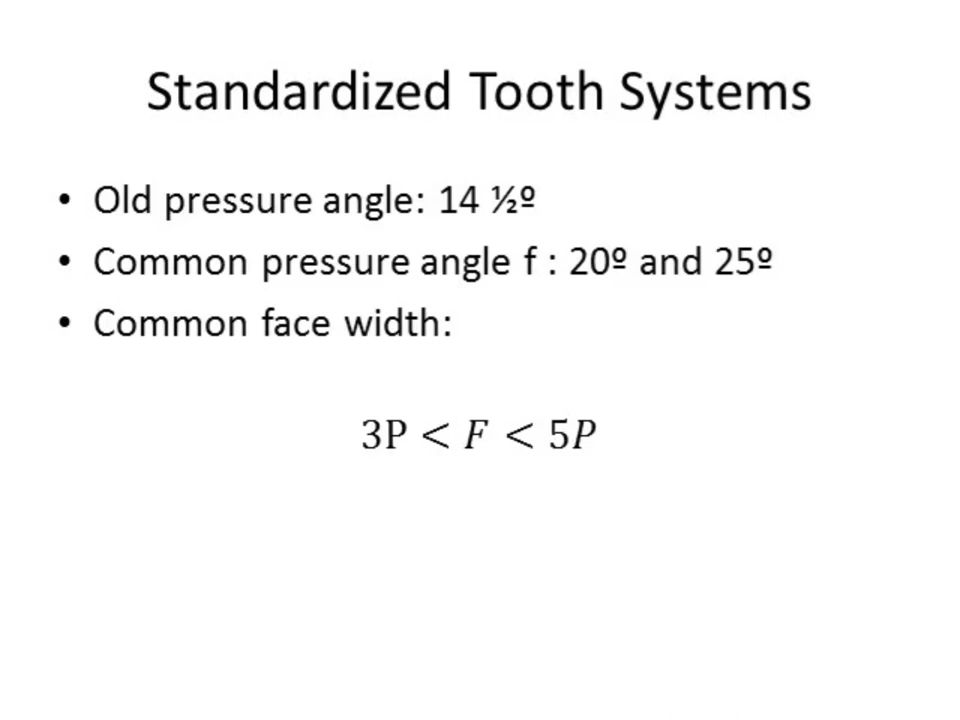 Standardized Tooth Systems
• Old pressure angle: 14 ½º
• Common pressure angle f : 20º and 25º
• Common face width:
3P < F < 5P